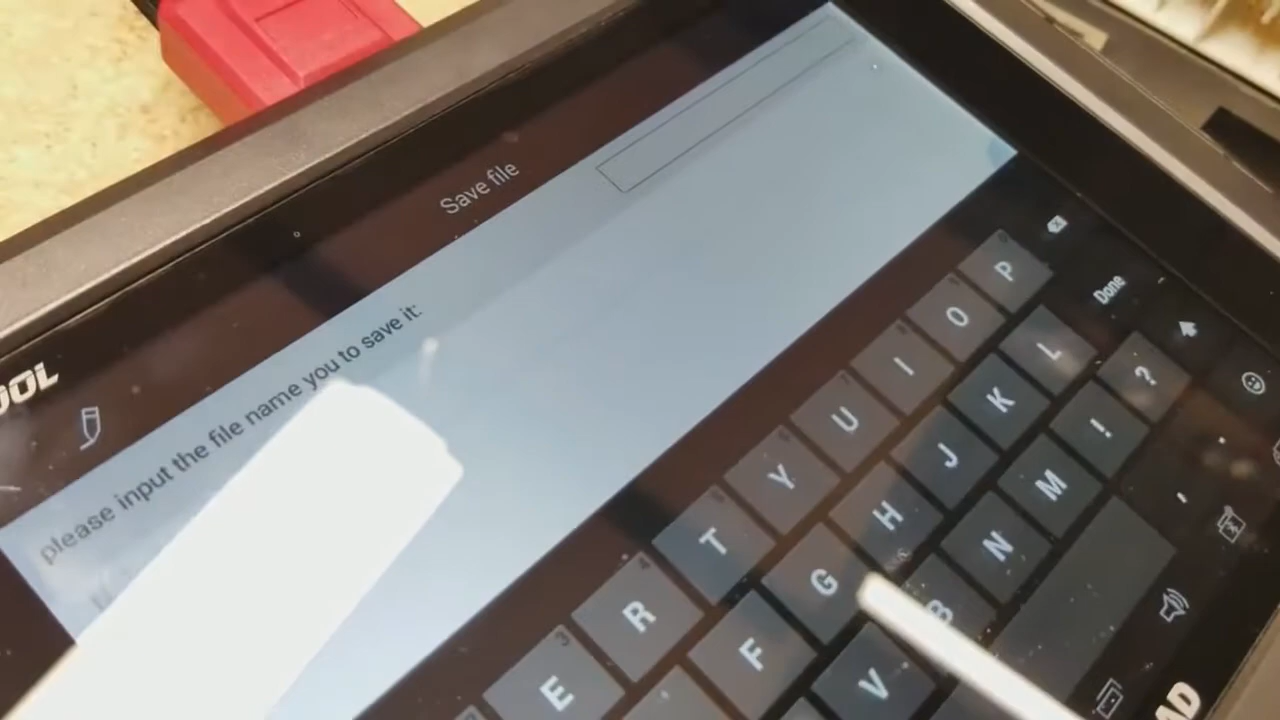 Save file
please input the file name you to save it:
OOL
E R T Y U I O P
F G H J K L Done
V B N M ! ?
AD